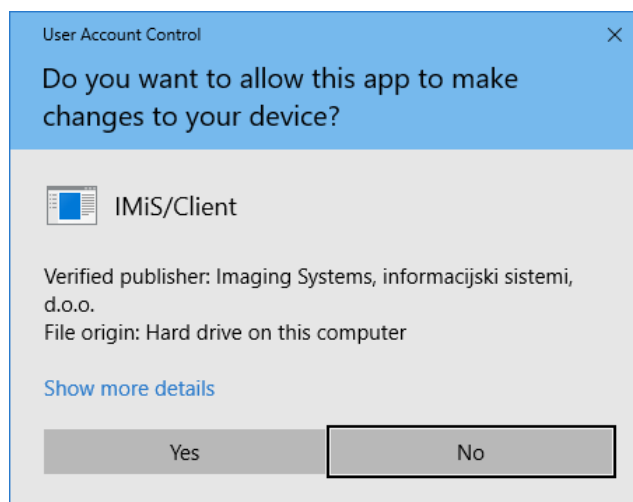 User Account Control
Do you want to allow this app to make
changes to your device?
IMiS/Client
Verified publisher: Imaging Systems, informacijski sistemi,
d.o.o.
File origin: Hard drive on this computer
Show more details
Yes
No